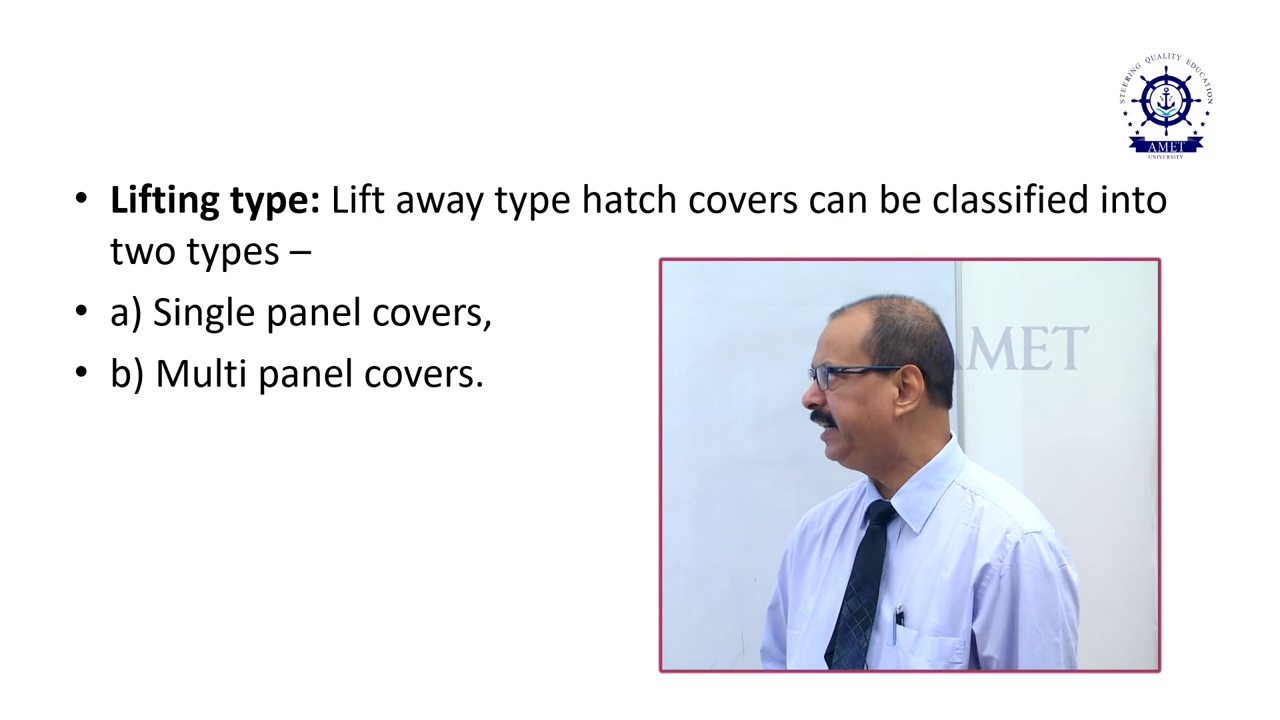 STEERING QUALITY EDUCATION
AMET
UNIVERSITY
• Lifting type: Lift away type hatch covers can be classified into
two types –
• a) Single panel covers,
• b) Multi panel covers.
AMET